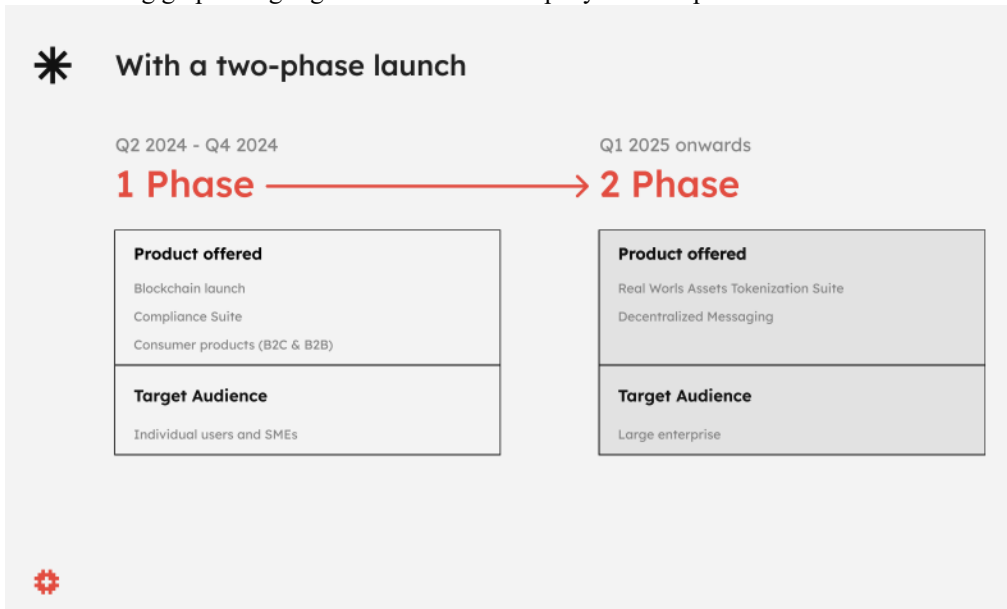 With a two-phase launch
Q2 2024 - Q4 2024
1 Phase
Product offered
Blockchain launch
Compliance Suite
Consumer products (B2C & B2B)
Target Audience
Individual users and SMEs
Q1 2025 onwards
2 Phase
Product offered
Real Worls Assets Tokenization Suite
Decentralized Messaging
Target Audience
Large enterprise